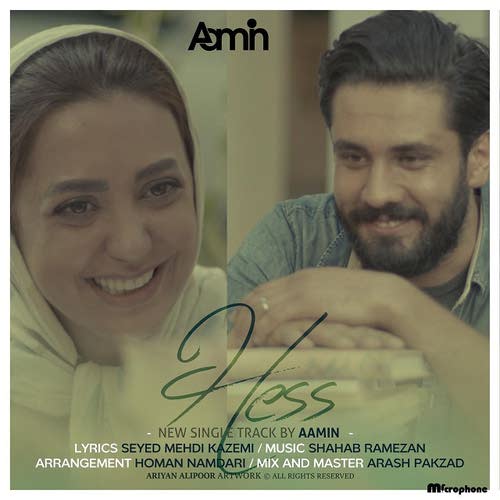 Aamin
Hess
- NEW SINGLE TRACK BY AAMIN -
LYRICS SEYED MEHDI KAZEMI / MUSIC SHAHAB RAMEZAN
ARRANGEMENT HOMAN NAMDARI / MIX AND MASTER ARASH PAKZAD
ARIYAN ALIPOOR ARTWORK © ALL RIGHTS RESERVED
Mcrophone